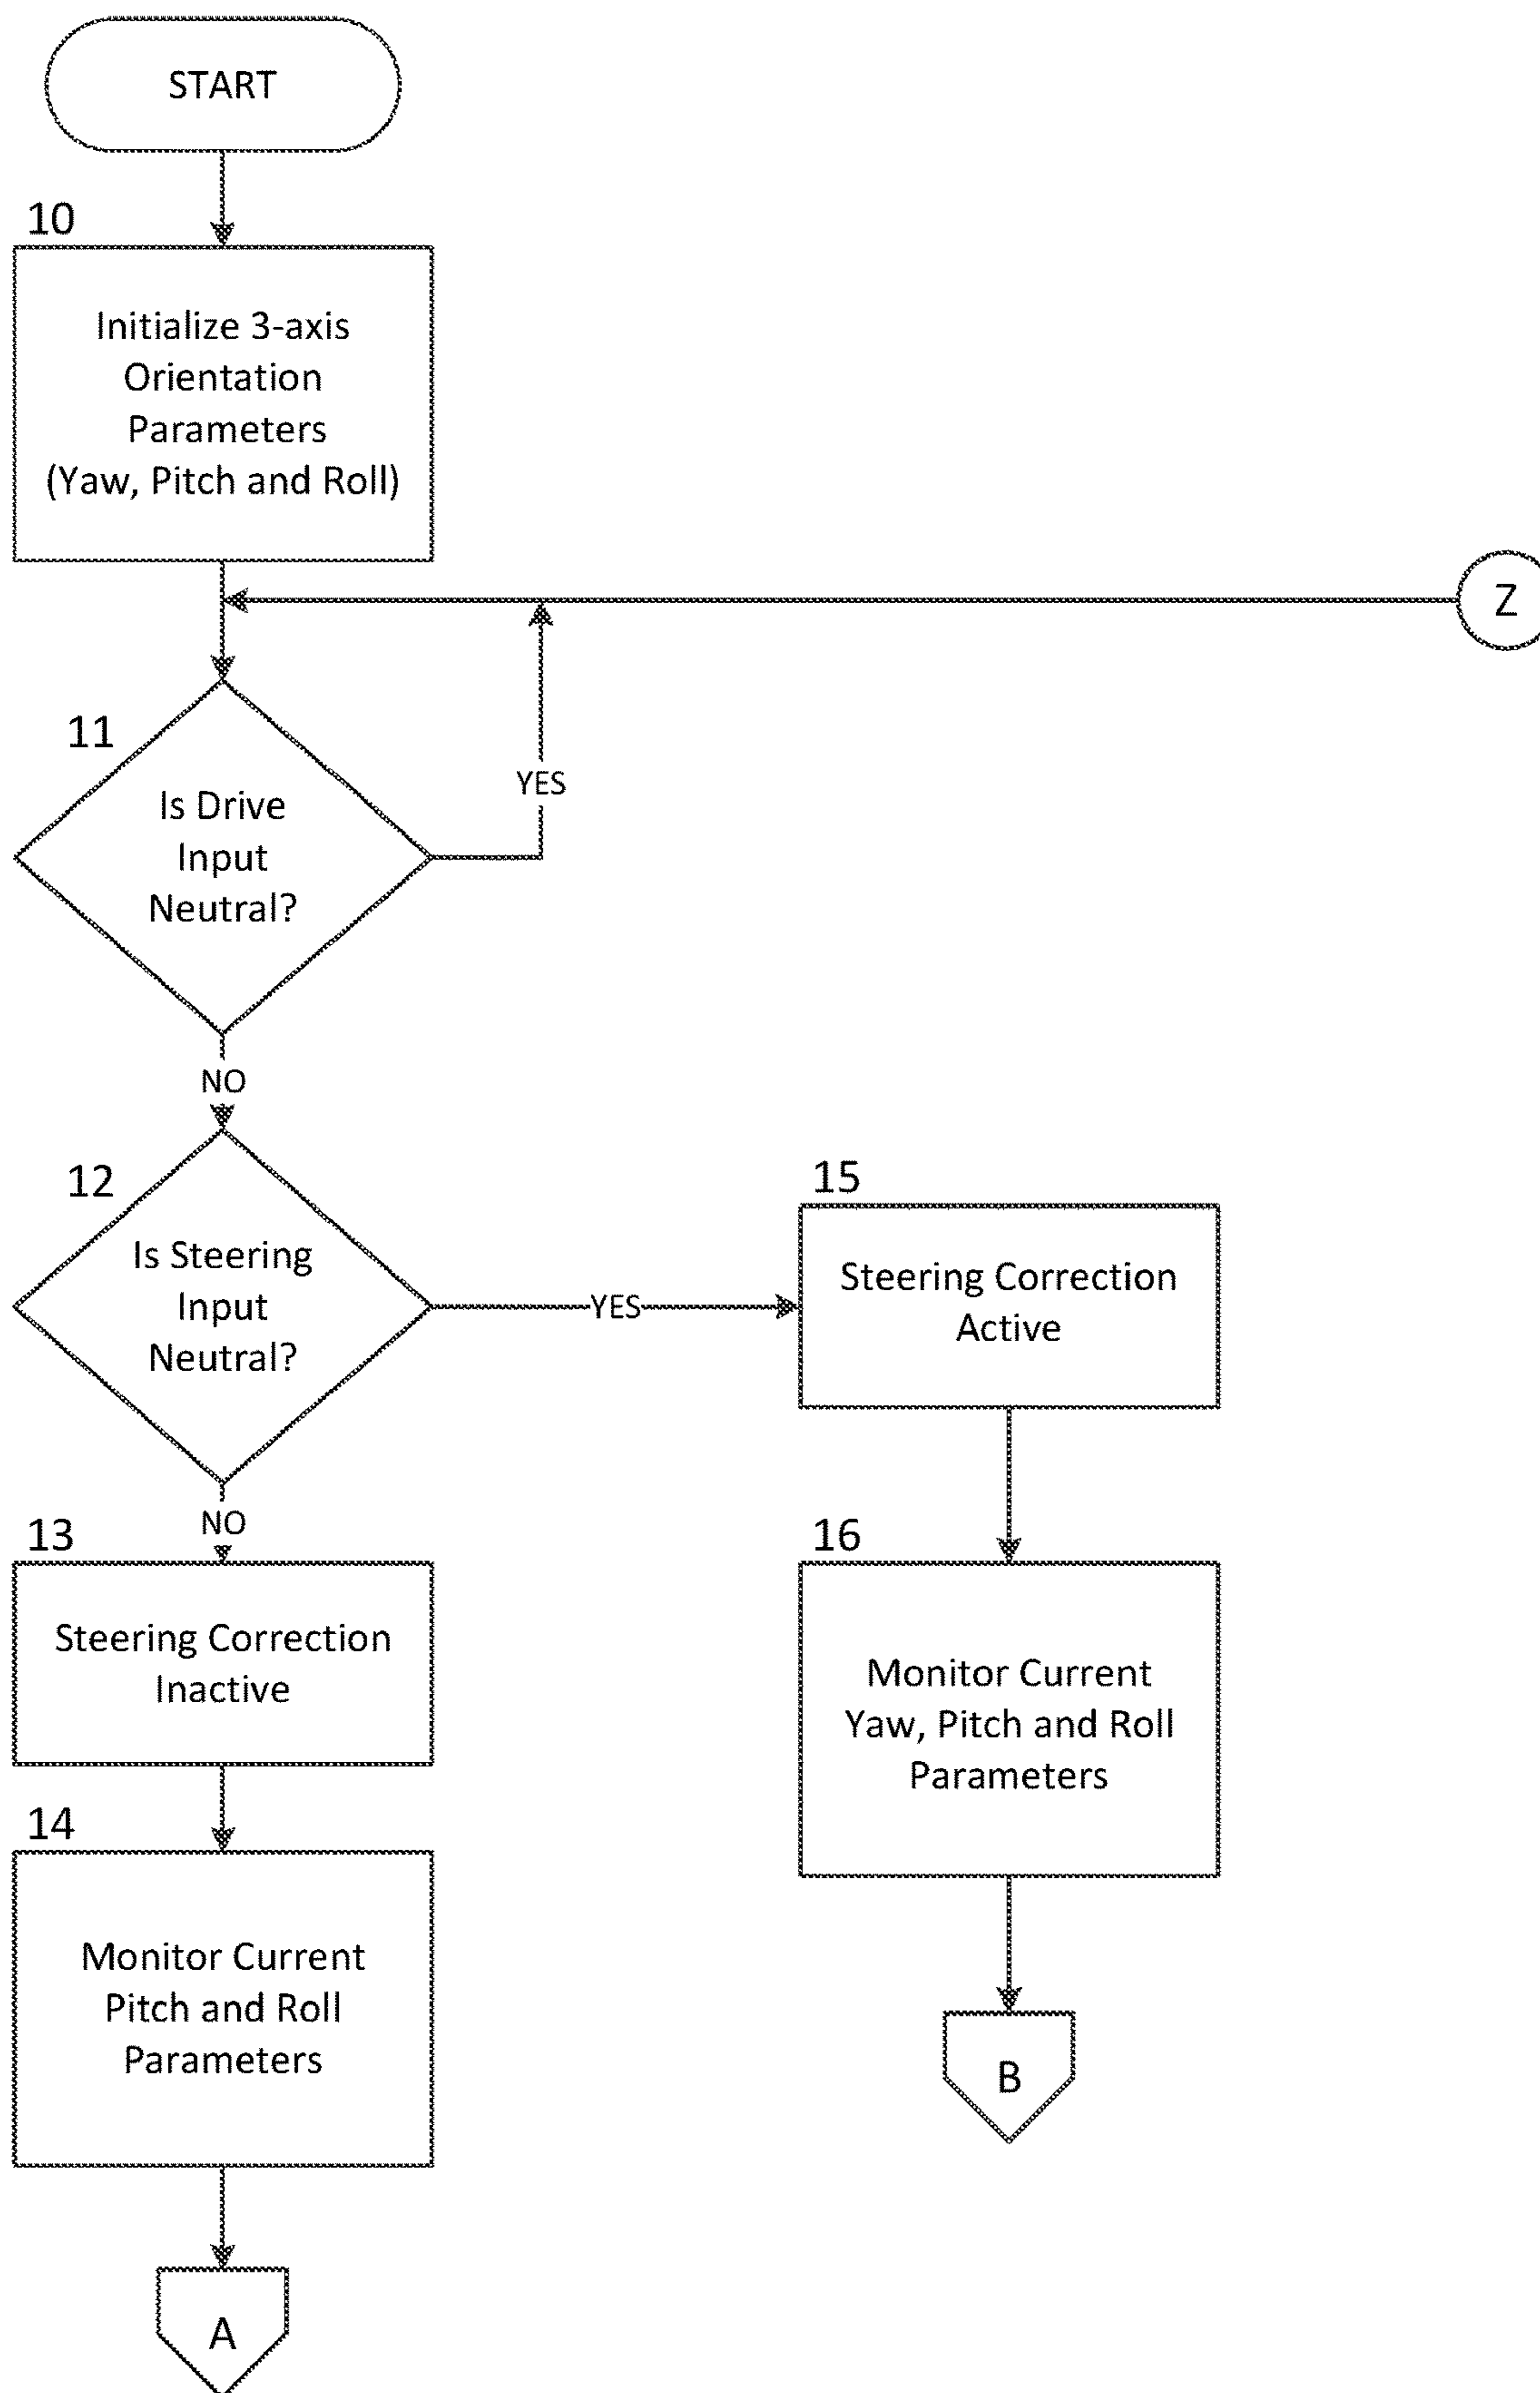 START
10
Initialize 3-axis
Orientation
Parameters
(Yaw, Pitch and Roll)
Z
11
Is Drive
Input
Neutral?
YES
NO
12
Is Steering
Input
Neutral?
YES
15
Steering Correction
Active
NO
13
Steering Correction
Inactive
16
Monitor Current
Yaw, Pitch and Roll
Parameters
14
Monitor Current
Pitch and Roll
Parameters
B
A